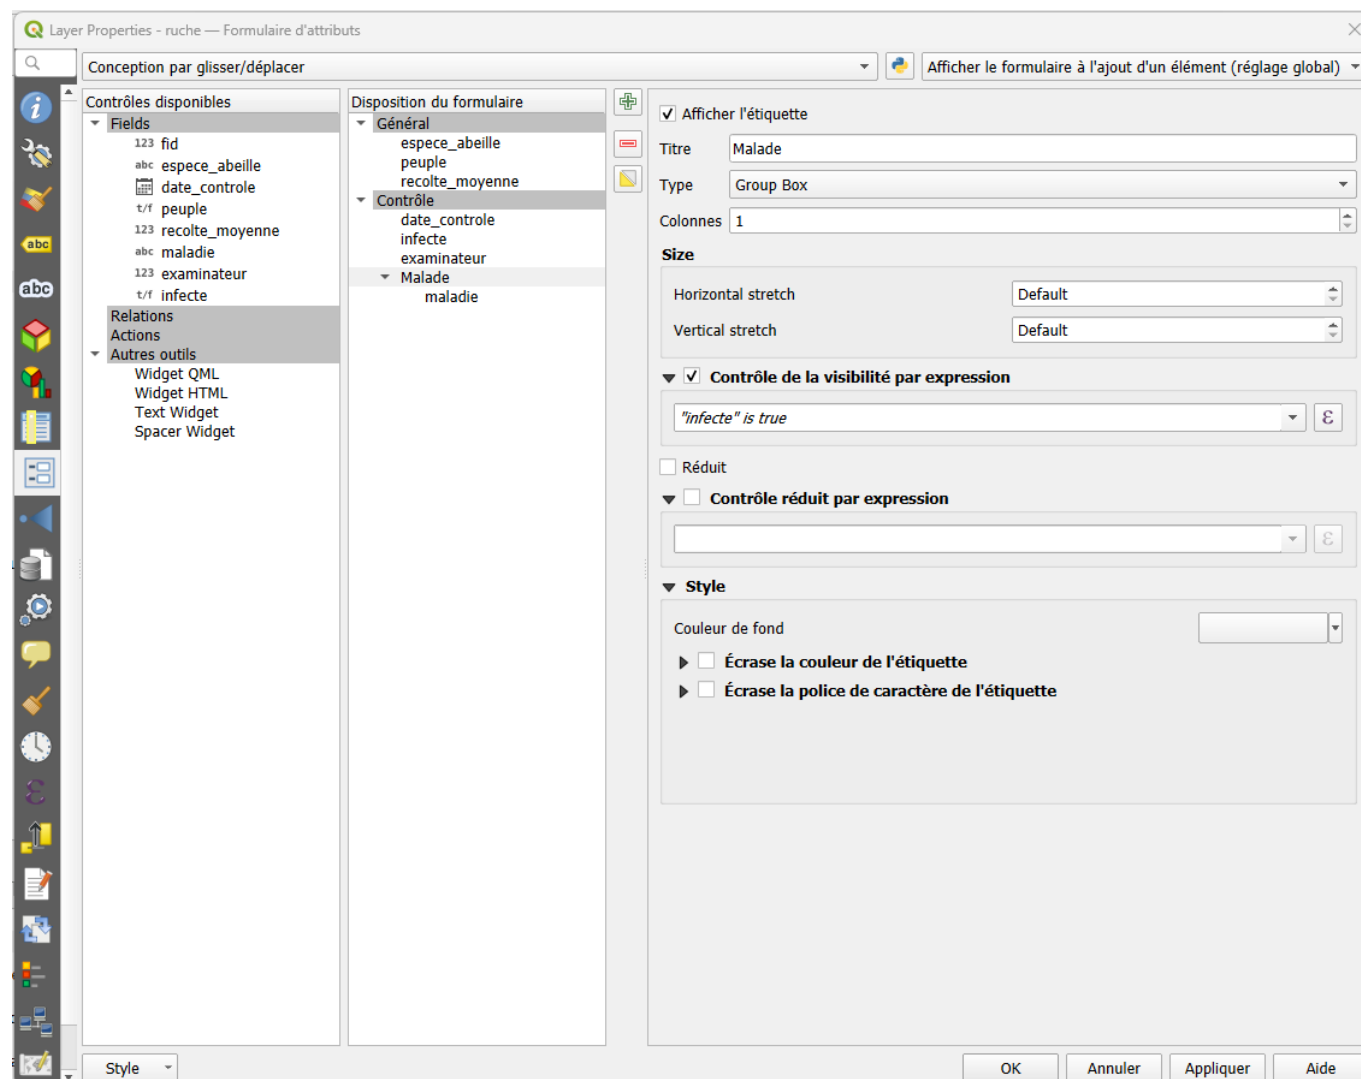 Layer Properties - ruche — Formulaire d'attributs
Conception par glisser/déplacer
Afficher le formulaire à l'ajout d'un élément (réglage global)
Contrôles disponibles
Fields
123 fid
abc espece_abeille
date_controle
t/f peuple
123 recolte_moyenne
abc maladie
123 examinateur
t/f infecte
Relations
Actions
Autres outils
Widget QML
Widget HTML
Text Widget
Spacer Widget
Disposition du formulaire
Général
espece_abeille
peuple
recolte_moyenne
Contrôle
date_controle
infecte
examinateur
Malade
maladie
Afficher l'étiquette
Titre Malade
Type Group Box
Colonnes 1
Size
Horizontal stretch Default
Vertical stretch Default
Contrôle de la visibilité par expression
"infecte" is true
ε
Réduit
Contrôle réduit par expression
ε
Style
Couleur de fond
Écrase la couleur de l'étiquette
Écrase la police de caractère de l'étiquette
abc
abc
Style
OK
Annuler
Appliquer
Aide